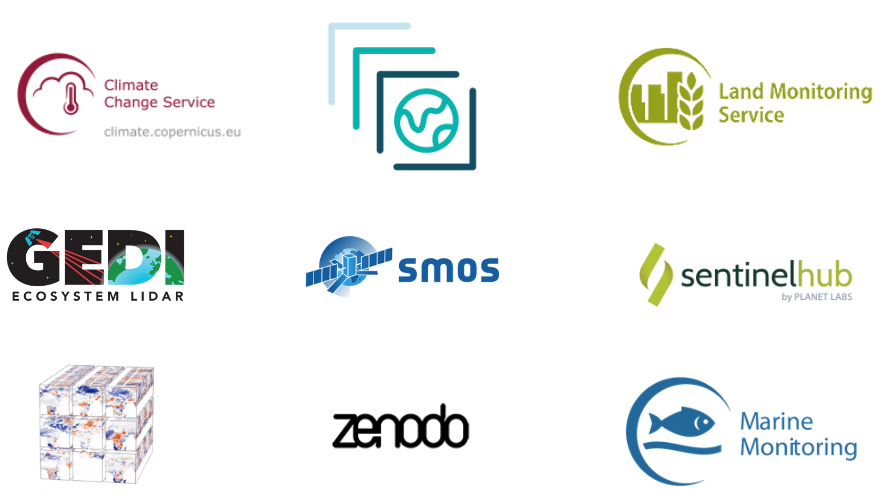 Climate
Change Service
climate.copernicus.eu
Land Monitoring
Service
GEDI
ECOSYSTEM LIDAR
smos
sentinelhub
by PLANET LABS
zenodo
Marine
Monitoring